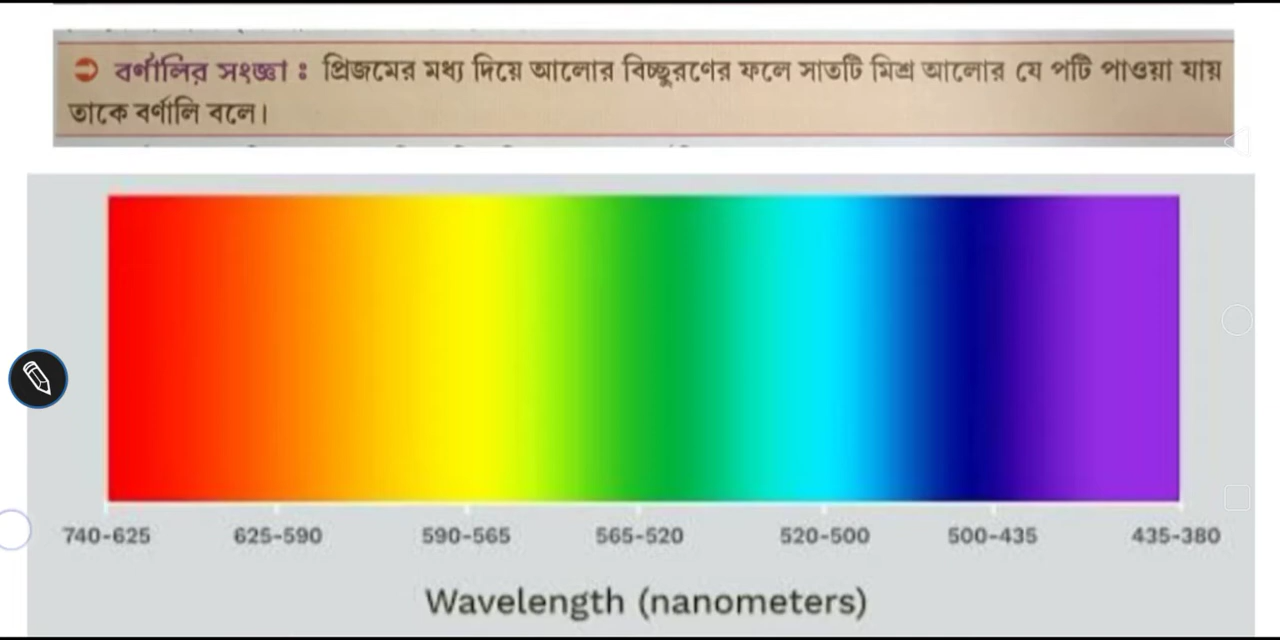 ➲ বর্ণালির সংজ্ঞা : প্রিজমের মধ্য দিয়ে আলোর বিচ্ছুরণের ফলে সাতটি মিশ্র আলোর যে পটি পাওয়া যায়
তাকে বর্ণালি বলে।
740-625 625-590 590-565 565-520 520-500 500-435 435-380
Wavelength (nanometers)